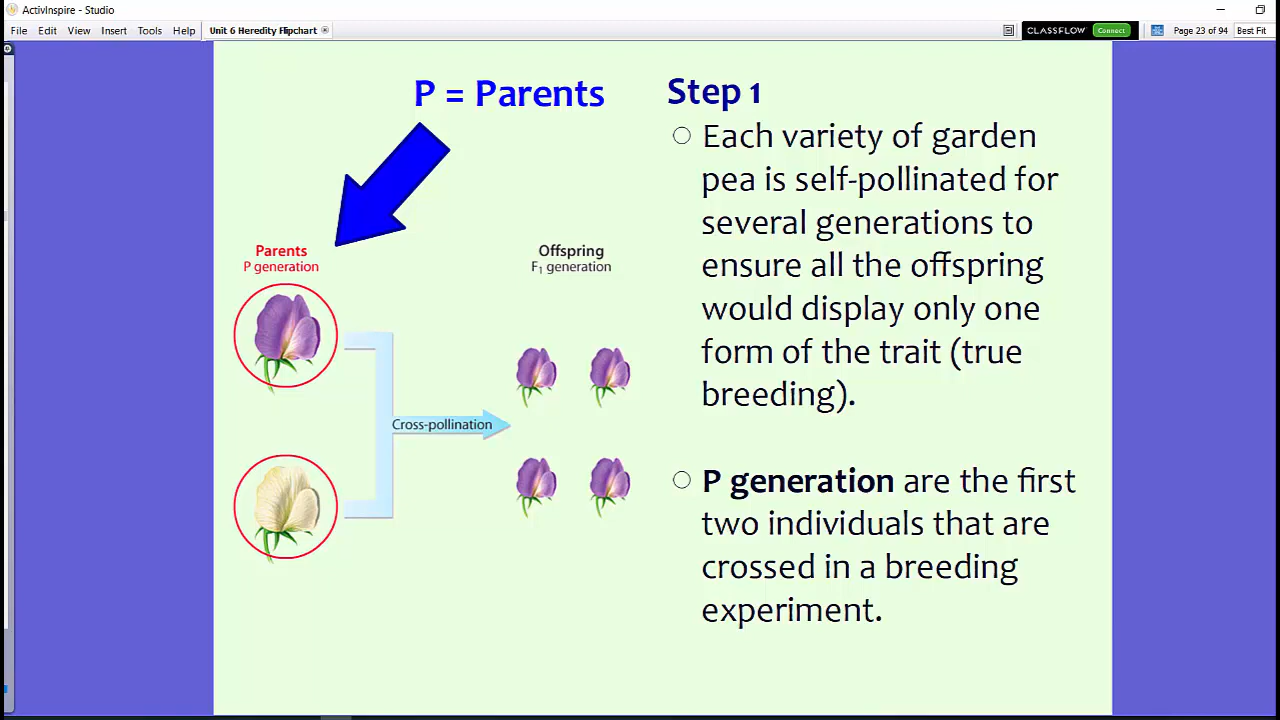 ActivInspire - Studio
File Edit View Insert Tools Help Unit 6 Heredity Flipchart CLASSFLOW Connect Page 23 of 94 Best Fit
P = Parents
Parents
P generation
Offspring
F₁ generation
Cross-pollination
Step 1
Each variety of garden
pea is self-pollinated for
several generations to
ensure all the offspring
would display only one
form of the trait (true
breeding).
P generation are the first
two individuals that are
crossed in a breeding
experiment.